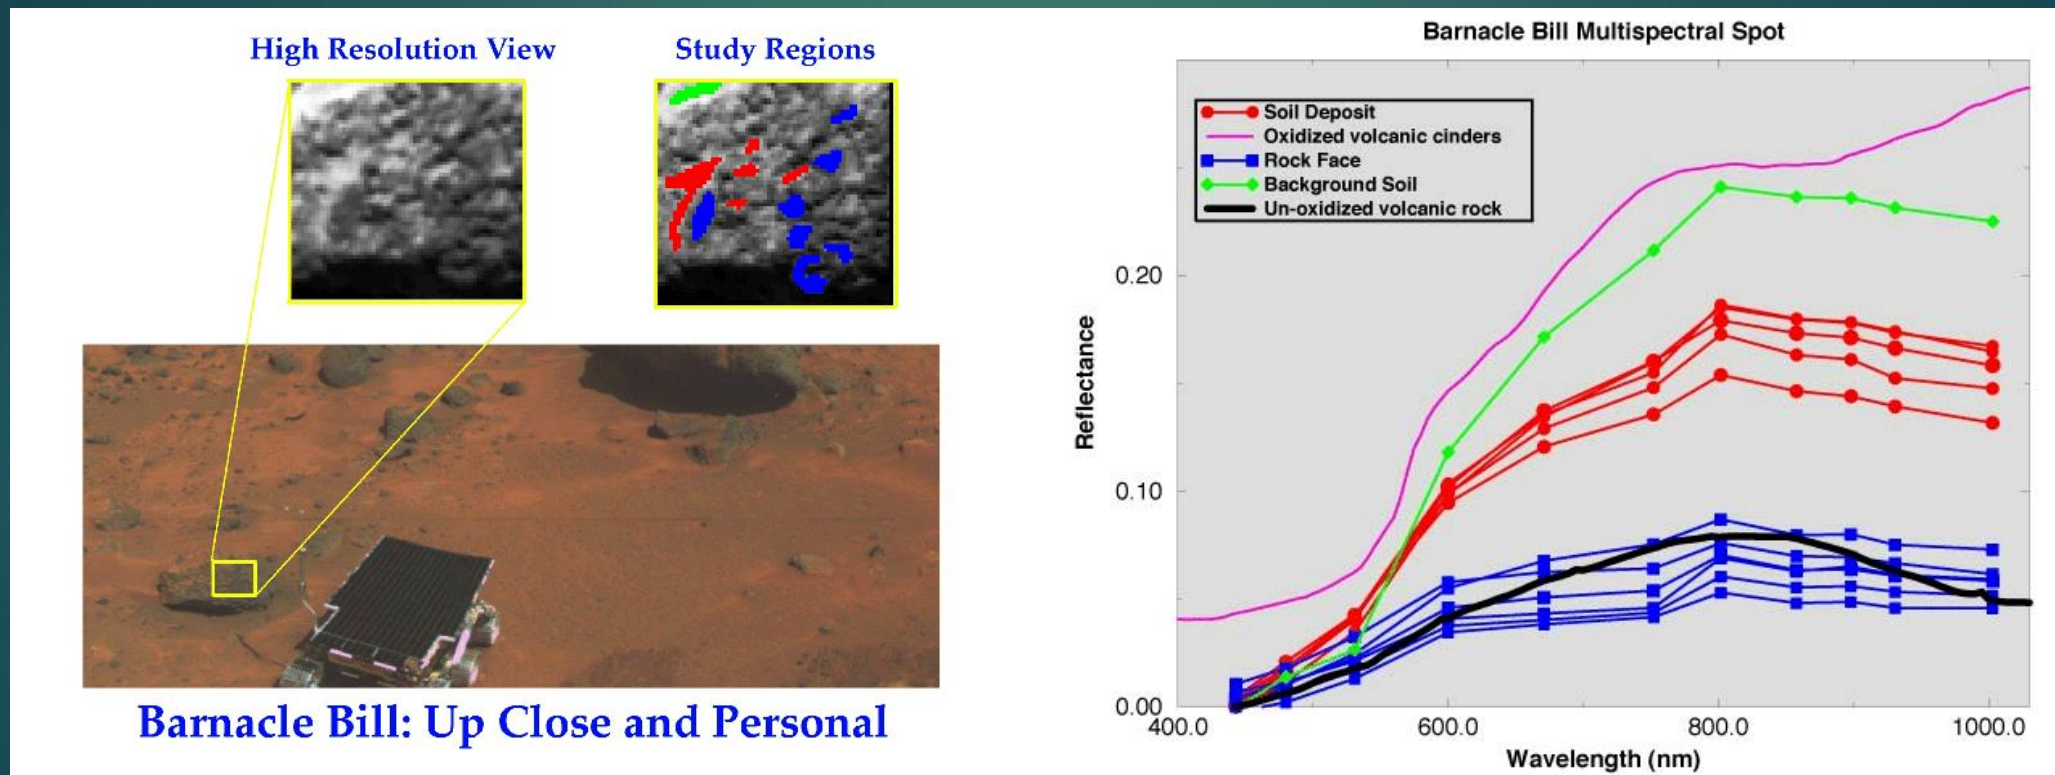 High Resolution View
Study Regions
Barnacle Bill: Up Close and Personal
Barnacle Bill Multispectral Spot
Soil Deposit
Oxidized volcanic cinders
Rock Face
Background Soil
Un-oxidized volcanic rock
Reflectance
0.20
0.10
0.00
400.0 600.0 800.0 1000.0
Wavelength (nm)